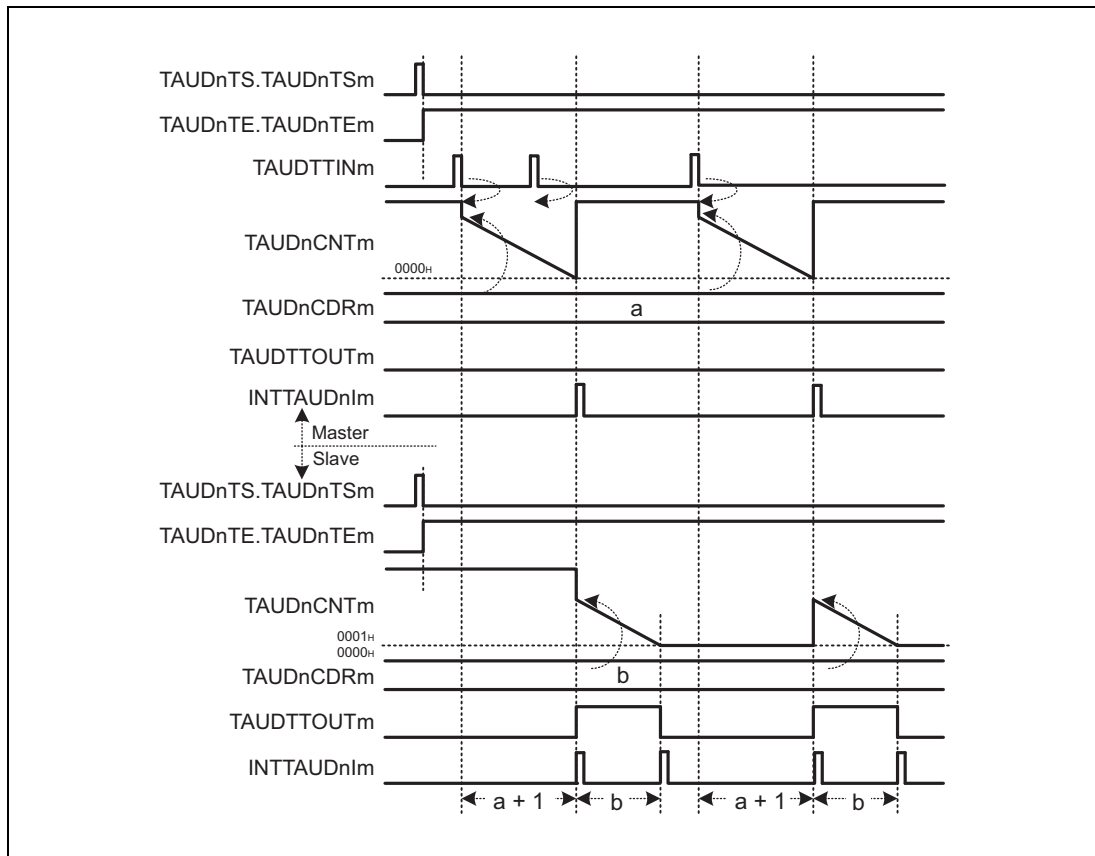 TAUDnTS.TAUDnTSm
TAUDnTE.TAUDnTEm
TAUDTTINm
TAUDnCNTm
0000H
TAUDnCDRm
a
TAUDTTOUTm
INTTAUDnIm
Master
Slave
TAUDnTS.TAUDnTSm
TAUDnTE.TAUDnTEm
TAUDnCNTm
0001H
0000H
TAUDnCDRm
b
TAUDTTOUTm
INTTAUDnIm
a + 1 b a + 1 b